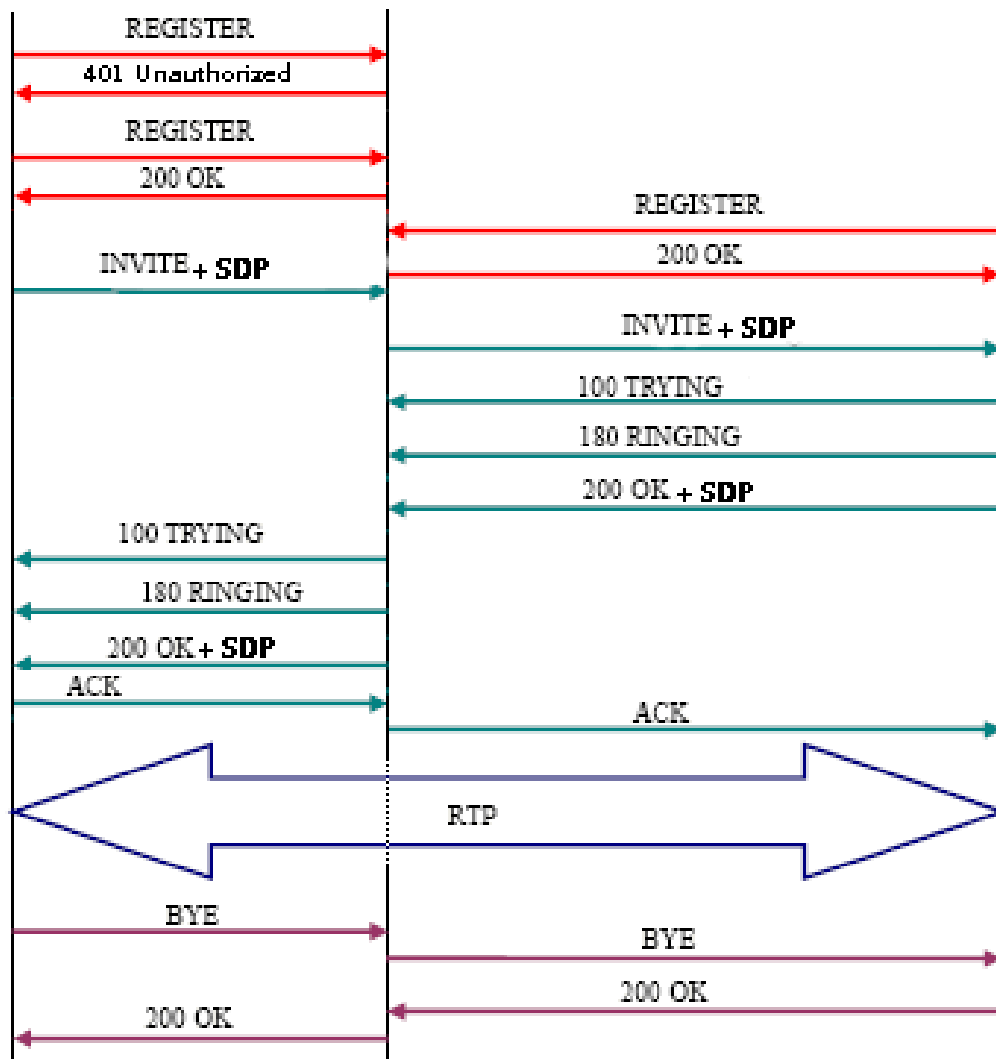 REGISTER
401 Unauthorized
REGISTER
200 OK
REGISTER
200 OK
INVITE + SDP
INVITE + SDP
100 TRYING
180 RINGING
200 OK + SDP
100 TRYING
180 RINGING
200 OK + SDP
ACK
ACK
RTP
BYE
BYE
200 OK
200 OK